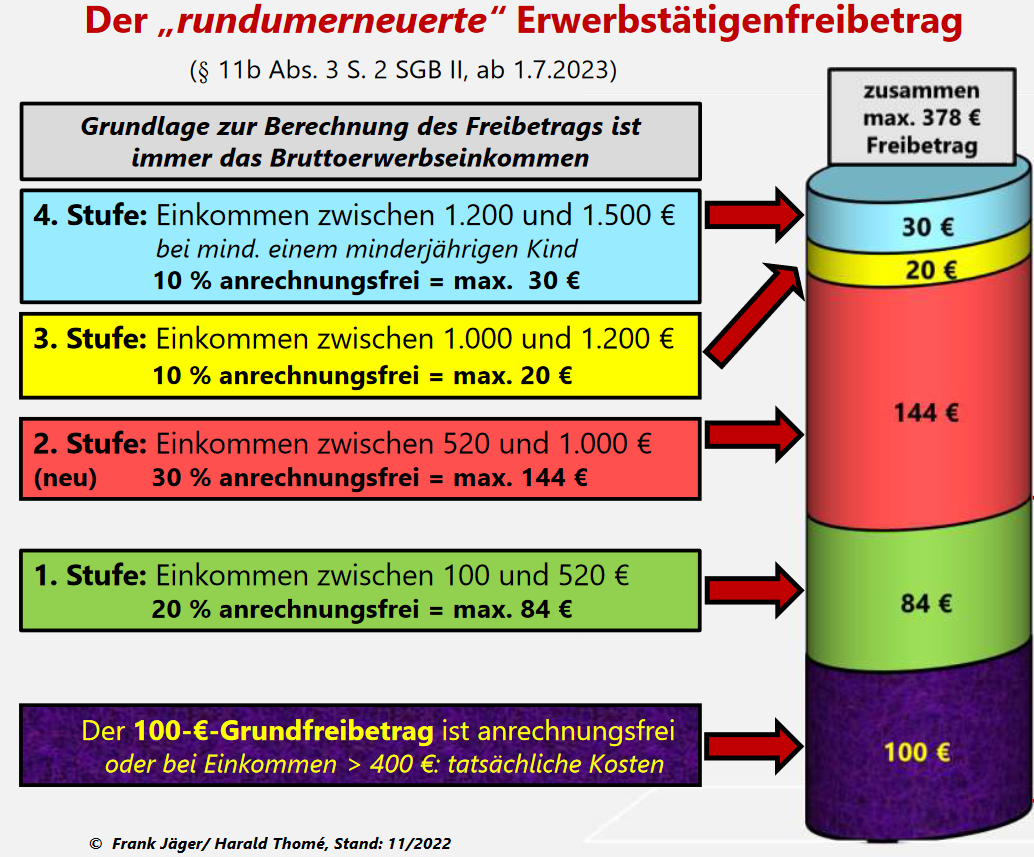 Der „rundumerneuerte“ Erwerbstätigenfreibetrag
(§ 11b Abs. 3 S. 2 SGB II, ab 1.7.2023)
zusammen
max. 378 €
Freibetrag
Grundlage zur Berechnung des Freibetrags ist
immer das Bruttoerwerbseinkommen
4. Stufe: Einkommen zwischen 1.200 und 1.500 €
bei mind. einem minderjährigen Kind
10 % anrechnungsfrei = max. 30 €
30 €
3. Stufe: Einkommen zwischen 1.000 und 1.200 €
10 % anrechnungsfrei = max. 20 €
20 €
2. Stufe: Einkommen zwischen 520 und 1.000 €
(neu) 30 % anrechnungsfrei = max. 144 €
144 €
1. Stufe: Einkommen zwischen 100 und 520 €
20 % anrechnungsfrei = max. 84 €
84 €
Der 100-€-Grundfreibetrag ist anrechnungsfrei
oder bei Einkommen > 400 €: tatsächliche Kosten
100 €
© Frank Jäger/ Harald Thomé, Stand: 11/2022